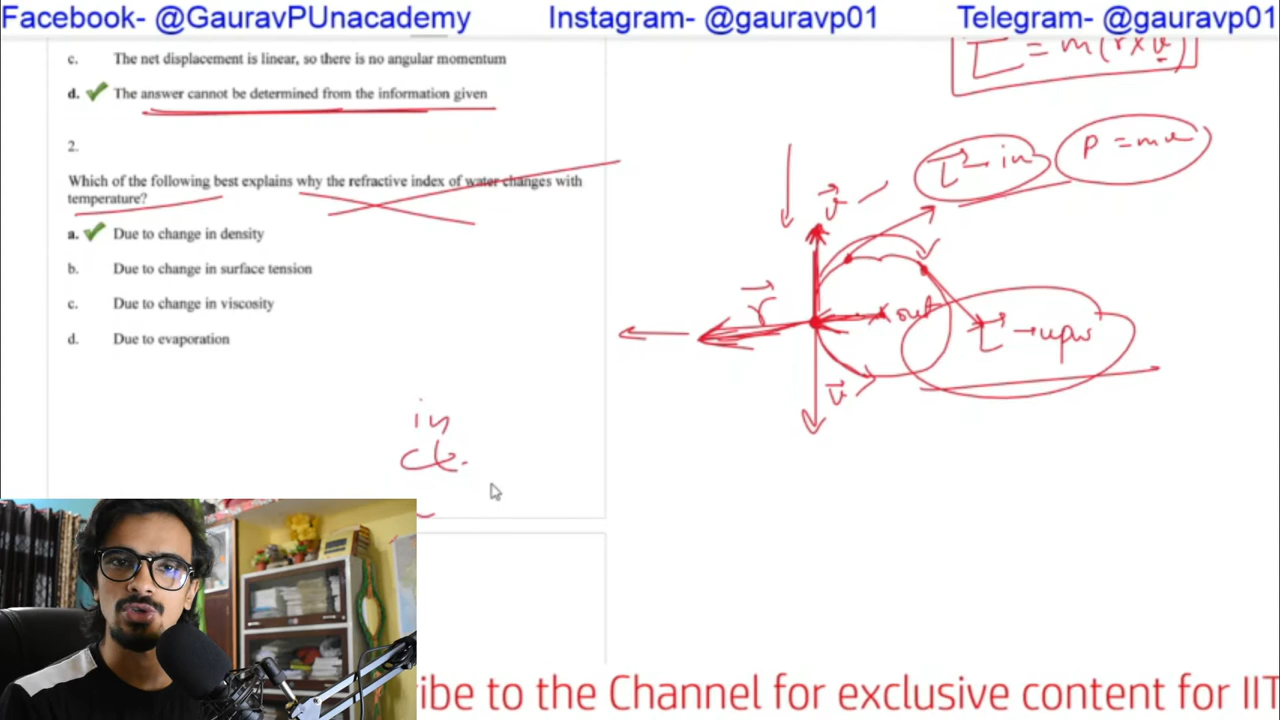 Facebook- @GauravPUnacademy Instagram- @gauravp01 Telegram- @gauravp01
c. The net displacement is linear, so there is no angular momentum
d. The answer cannot be determined from the information given
2.
Which of the following best explains why the refractive index of water changes with
temperature?
a. Due to change in density
b. Due to change in surface tension
c. Due to change in viscosity
d. Due to evaporation
= m(r×v)
in
P = mv
v
r
out
→ upw
v
in
ribe to the Channel for exclusive content for IIT